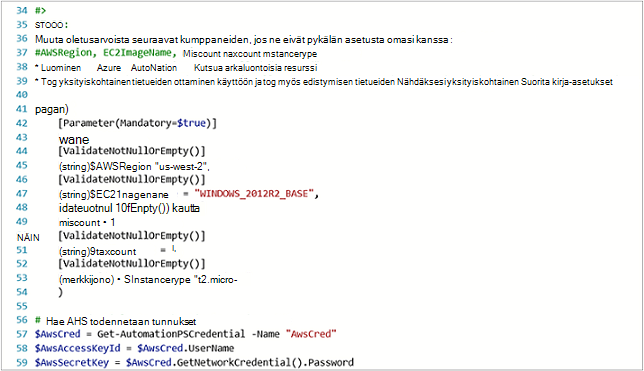 34 #>
35 STOOO:
36 Muuta oletusarvoista seuraavat kumppaneiden, jos ne eivät pykälän asetusta omasi kanssa:
37 #AWSRegion, EC2ImageName, Miscount naxcount mstancerype
38 * Luominen Azure AutoNation Kutsua arkaluontoisia resurssi
39 * Tog yksityiskohtainen tietueiden ottaminen käyttöön ja tog myös edistymisen tietueiden Nähdäksesi yksityiskohtainen Suorita kirja-asetukset
40
41 pagan)
42 [Parameter(Mandatory=$true)]
43 wane
44 [ValidateNotNullOrEmpty()]
45 (string)$AWSRegion "us-west-2",
46 [ValidateNotNullOrEmpty()]
47 (string)$EC21nagenane = "WINDOWS_2012R2_BASE",
48 idateuotnul 10fEnpty()) kautta
49 miscount • 1
NÄIN [ValidateNotNullOrEmpty()]
51 (string)9taxcount = 1,
52 [ValidateNotNullOrEmpty()]
53 (merkkijono) • SInstancerype "t2.micro-
54 )
55
56 # Hae AHS todennetaan tunnukset
57 $AwsCred = Get-AutomationPSCredential -Name "AwsCred"
58 $AwsAccessKeyId = $AwsCred.UserName
59 $AwsSecretKey = $AwsCred.GetNetworkCredential().Password